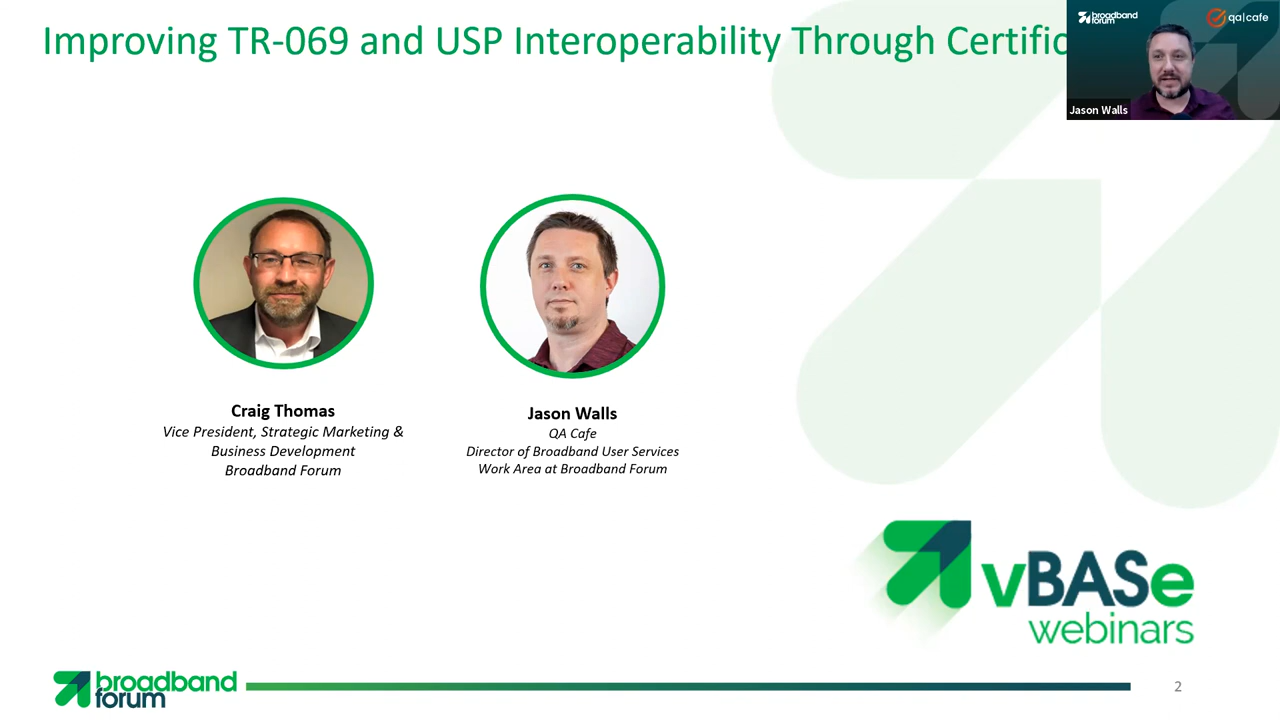 Improving TR-069 and USP Interoperability Through Certific
broadband
forum
qa|cafe
Jason Walls
Craig Thomas
Vice President, Strategic Marketing &
Business Development
Broadband Forum
Jason Walls
QA Cafe
Director of Broadband User Services
Work Area at Broadband Forum
vBASe
webinars
broadband
forum
2